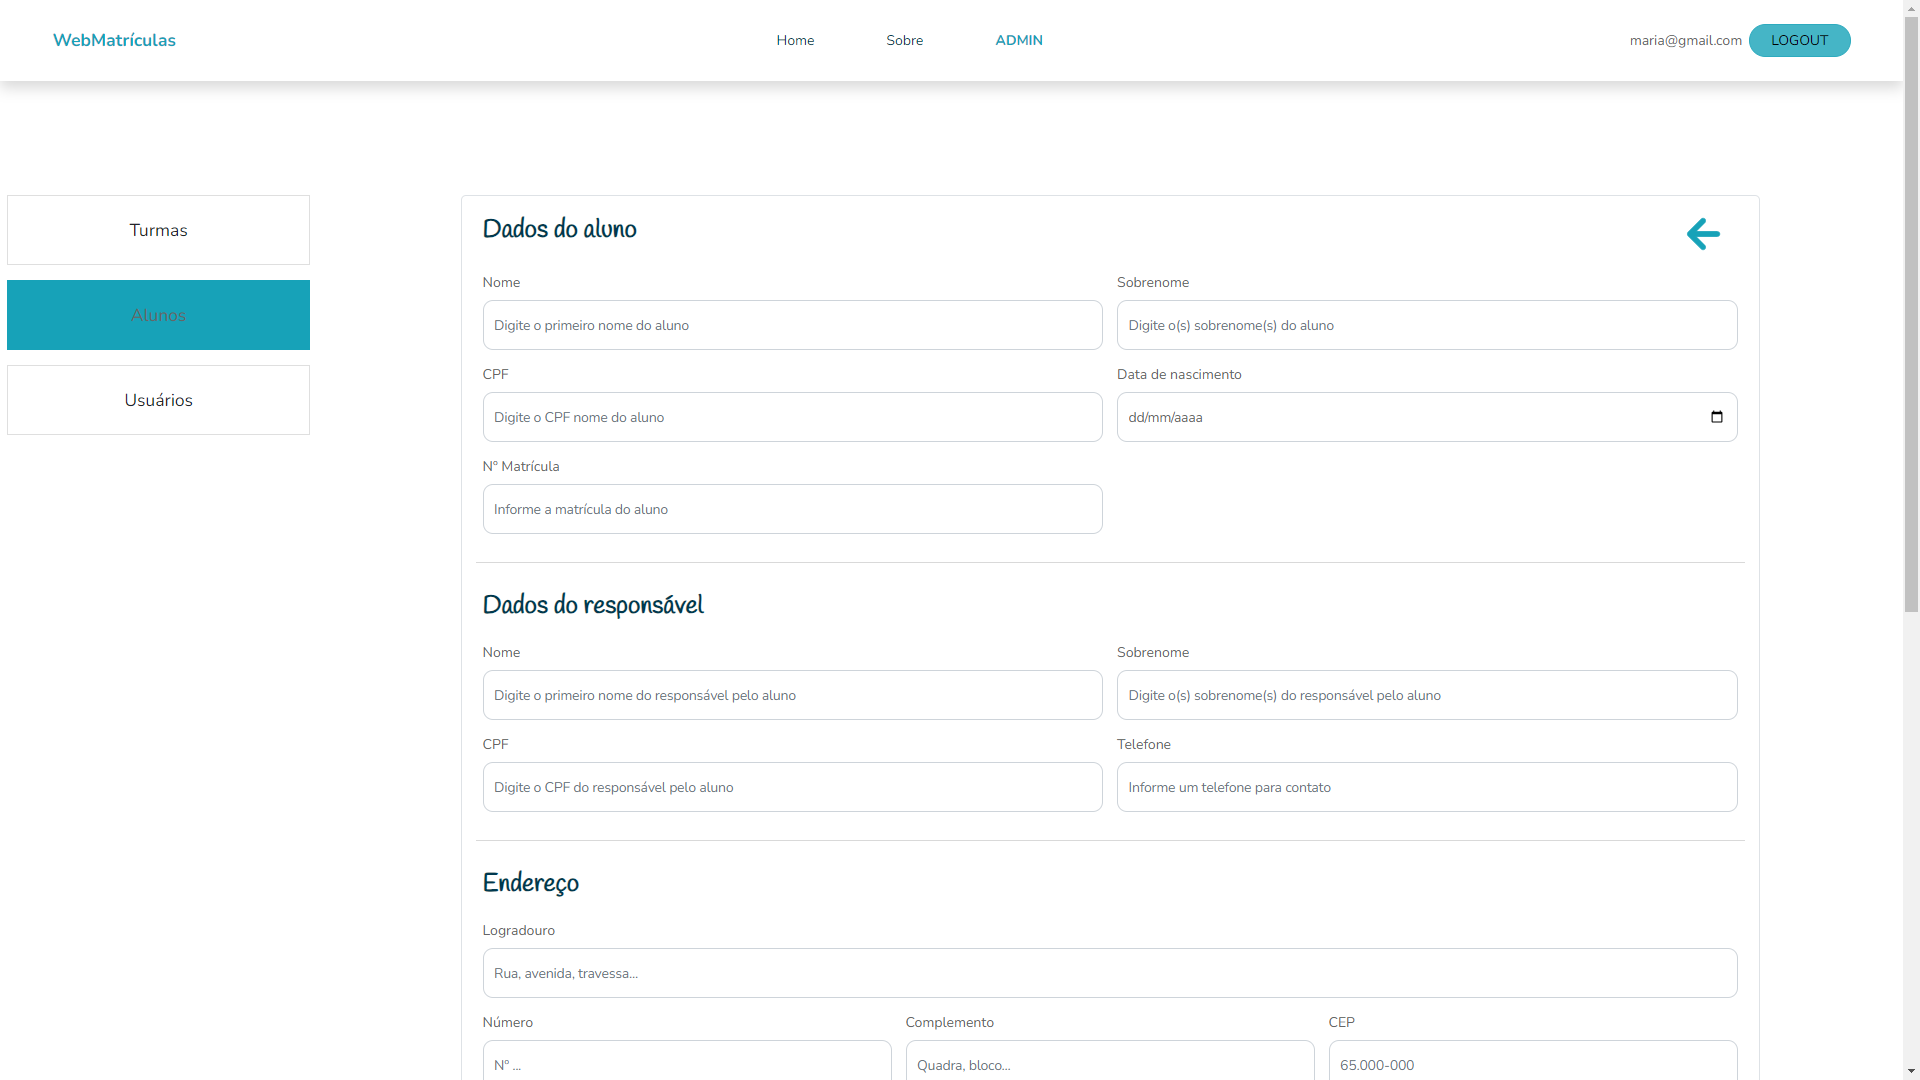 WebMatrículas
Home
Sobre
ADMIN
maria@gmail.com
LOGOUT
Turmas
Alunos
Usuários
Dados do aluno
Nome
Sobrenome
Digite o primeiro nome do aluno
Digite o(s) sobrenome(s) do aluno
CPF
Data de nascimento
Digite o CPF nome do aluno
dd/mm/aaaa
Nº Matrícula
Informe a matrícula do aluno
Dados do responsável
Nome
Sobrenome
Digite o primeiro nome do responsável pelo aluno
Digite o(s) sobrenome(s) do responsável pelo aluno
CPF
Telefone
Digite o CPF do responsável pelo aluno
Informe um telefone para contato
Endereço
Logradouro
Rua, avenida, travessa...
Número
Complemento
CEP
Nº ...
Quadra, bloco...
65.000-000